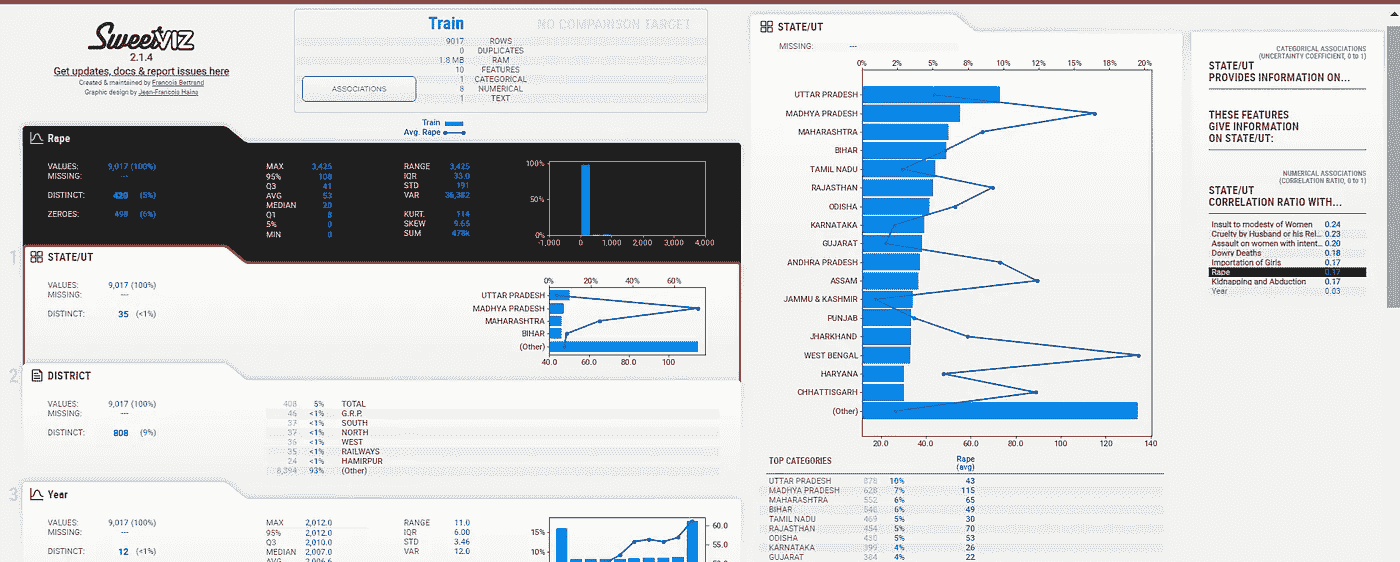 SweetVIZ
2.1.4
Get updates, docs & report issues here
Created & maintained by Francois Bertrand
Graphic design by Jean-Francois Hains
Train
NO COMPARISON TARGET
9017 ROWS
0 DUPLICATES
1.8 MB RAM
10 FEATURES
1 CATEGORICAL
8 NUMERICAL
1 TEXT
ASSOCIATIONS
Train
Avg. Rape
Rape
VALUES: 9,017 (100%)
MISSING: ---
DISTINCT: 420 (5%)
ZEROES: 498 (6%)
MAX 3,425
95% 108
Q3 41
AVG 53
MEDIAN 20
Q1 8
5% 0
MIN 0
RANGE 3,425
IQR 33.0
STD 191
VAR 36,382
KURT. 114
SKEW 9.65
SUM 478k
100%
50%
0%
-1,000 0 1,000 2,000 3,000 4,000
1
STATE/UT
VALUES: 9,017 (100%)
MISSING: ---
DISTINCT: 35 (<1%)
0% 20% 40% 60%
UTTAR PRADESH
MADHYA PRADESH
MAHARASHTRA
BIHAR
(Other)
40.0 60.0 80.0 100
2
DISTRICT
VALUES: 9,017 (100%)
MISSING: ---
DISTINCT: 808 (9%)
408 5% TOTAL
46 <1% G.R.P.
37 <1% SOUTH
37 <1% NORTH
36 <1% WEST
35 <1% RAILWAYS
24 <1% HAMIRPUR
8,394 93% (Other)
3
Year
VALUES: 9,017 (100%)
MISSING: ---
DISTINCT: 12 (<1%)
MAX 2,012.0
95% 2,012.0
Q3 2,010.0
MEDIAN 2,007.0
AVG 2,006.6
RANGE 11.0
IQR 6.00
STD 3.46
VAR 12.0
15%
10%
60.0
55.0
STATE/UT
MISSING: ---
0% 2% 5% 8% 10% 12% 15% 18% 20%
UTTAR PRADESH
MADHYA PRADESH
MAHARASHTRA
BIHAR
TAMIL NADU
RAJASTHAN
ODISHA
KARNATAKA
GUJARAT
ANDHRA PRADESH
ASSAM
JAMMU & KASHMIR
PUNJAB
JHARKHAND
WEST BENGAL
HARYANA
CHHATTISGARH
(Other)
20.0 40.0 60.0 80.0 100 120 140
TOP CATEGORIES Rape
(avg)
UTTAR PRADESH 878 10% 43
MADHYA PRADESH 628 7% 115
MAHARASHTRA 552 6% 65
BIHAR 6% 49
TAMIL NADU 469 5% 30
RAJASTHAN 454 5% 70
ODISHA 430 5% 53
KARNATAKA 399 4% 26
GUJARAT 384 4% 22
CATEGORICAL ASSOCIATIONS
(UNCERTAINTY COEFFICIENT, 0 to 1)
STATE/UT
PROVIDES INFORMATION ON...
THESE FEATURES
GIVE INFORMATION
ON STATE/UT:
NUMERICAL ASSOCIATIONS
(CORRELATION RATIO, 0 to 1)
STATE/UT
CORRELATION RATIO WITH...
Insult to modesty of Women 0.24
Cruelty by Husband or his Rel... 0.23
Assault on women with intent... 0.20
Dowry Deaths 0.18
Importation of Girls 0.17
Rape 0.17
Kidnapping and Abduction 0.17
Year 0.03